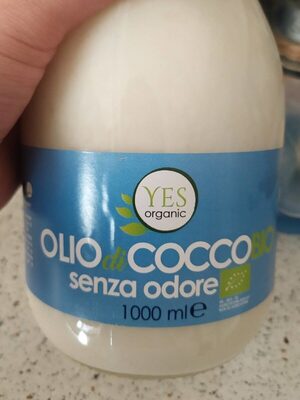 YES
organic
OLIO di COCCO BIO
senza odore
1000 ml e